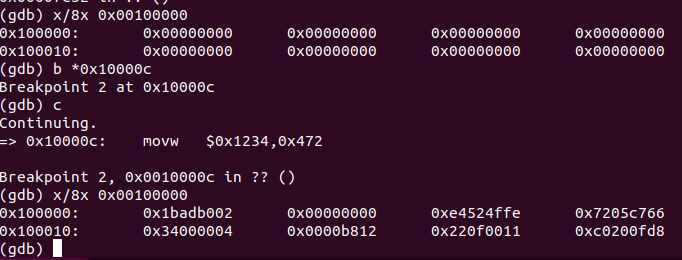 (gdb) x/8x 0x00100000
0x100000: 0x00000000 0x00000000 0x00000000 0x00000000
0x100010: 0x00000000 0x00000000 0x00000000 0x00000000
(gdb) b *0x10000c
Breakpoint 2 at 0x10000c
(gdb) c
Continuing.
=> 0x10000c: movw $0x1234,0x472
Breakpoint 2, 0x0010000c in ?? ()
(gdb) x/8x 0x00100000
0x100000: 0x1badb002 0x00000000 0xe4524ffe 0x7205c766
0x100010: 0x34000004 0x0000b812 0x220f0011 0xc0200fd8
(gdb)